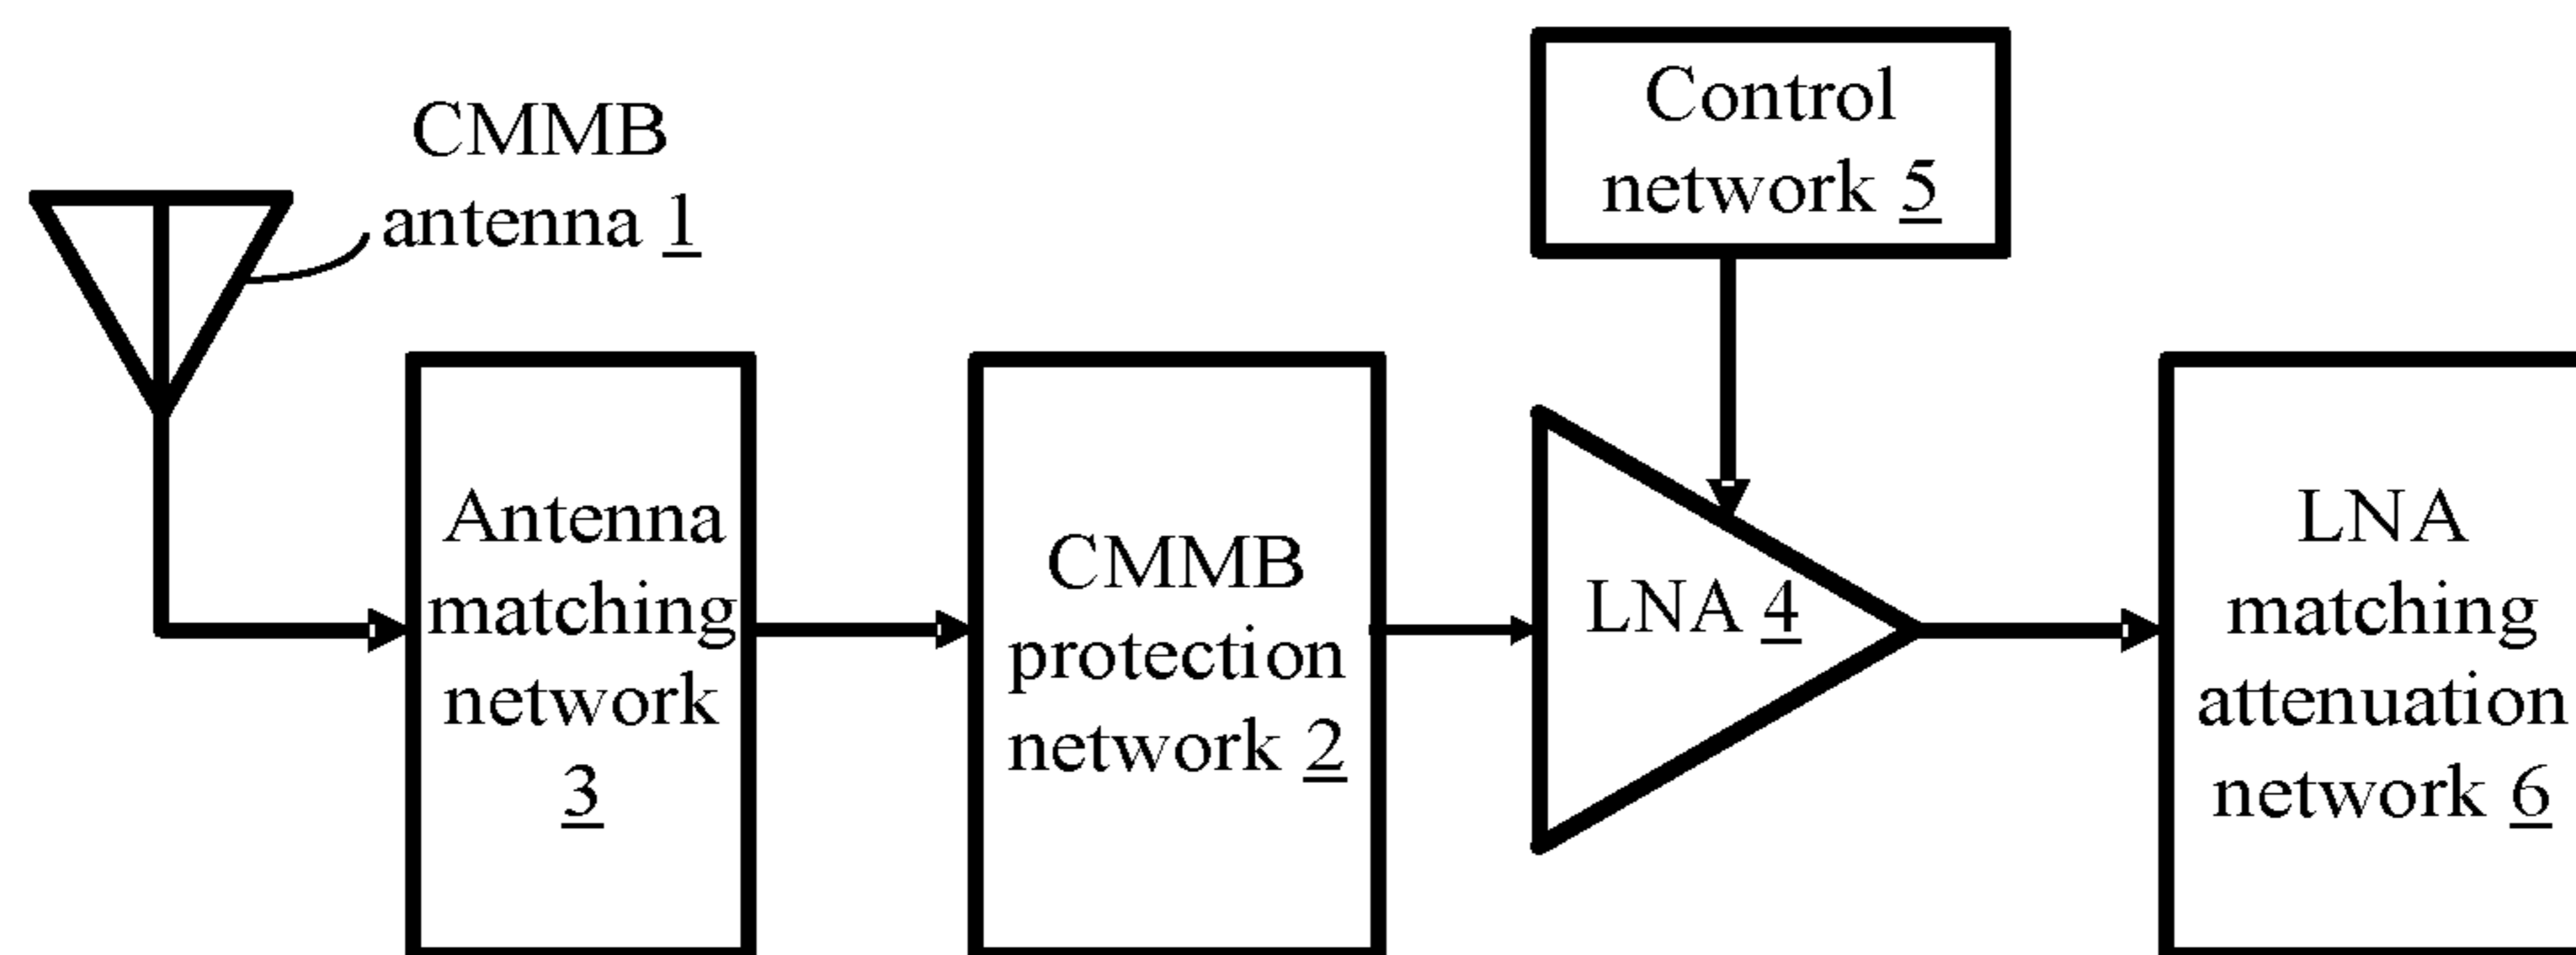 CMMB
antenna 1
Control
network 5
Antenna
matching
network
3
CMMB
protection
network 2
LNA 4
LNA
matching
attenuation
network 6